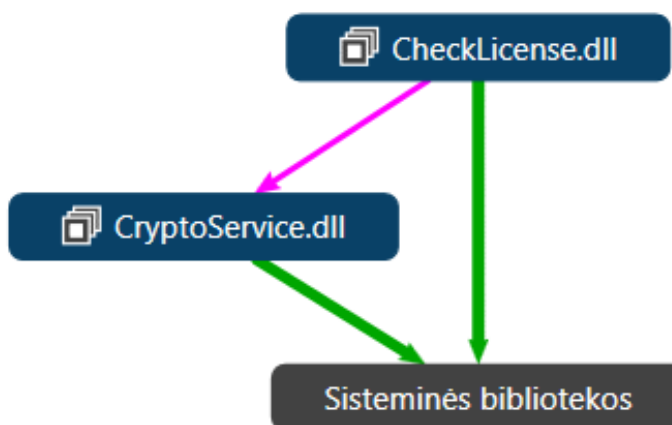 CheckLicense.dll
CryptoService.dll
Sisteminės bibliotekos